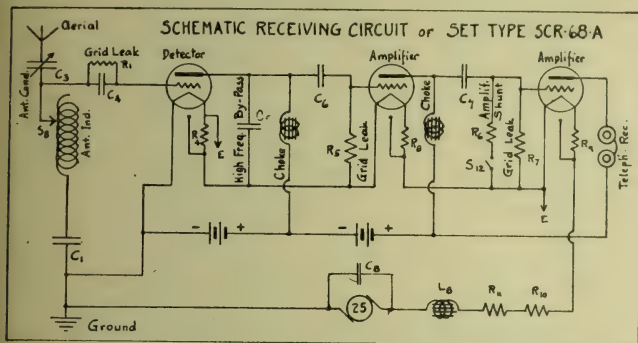 SCHEMATIC RECEIVING CIRCUIT OF SET TYPE SCR-68-A
Aerial
Grid Leak
R1
Detector
Amplifier
Amplifier
Ant. Cond.
C3
C4
S8
Ant. Ind.
C1
R4
E
High Freq. By-Pass
Choke
C6
R5
Grid Leak
R8
Choke
C7
Amplif. Shunt
R6
S12
Grid Leak
R7
R9
E
Teleph. Rec.
- +
- +
C8
25
L8
R11
R10
Ground